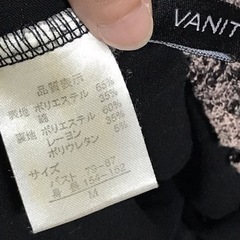 VANIT
品質表示
表地 ポリエステル 65%
綿 35%
裏地 ポリエステル 60%
レーヨン 35%
ポリウレタン 5%
サイズ
バスト 79-87
身長 154-162
M